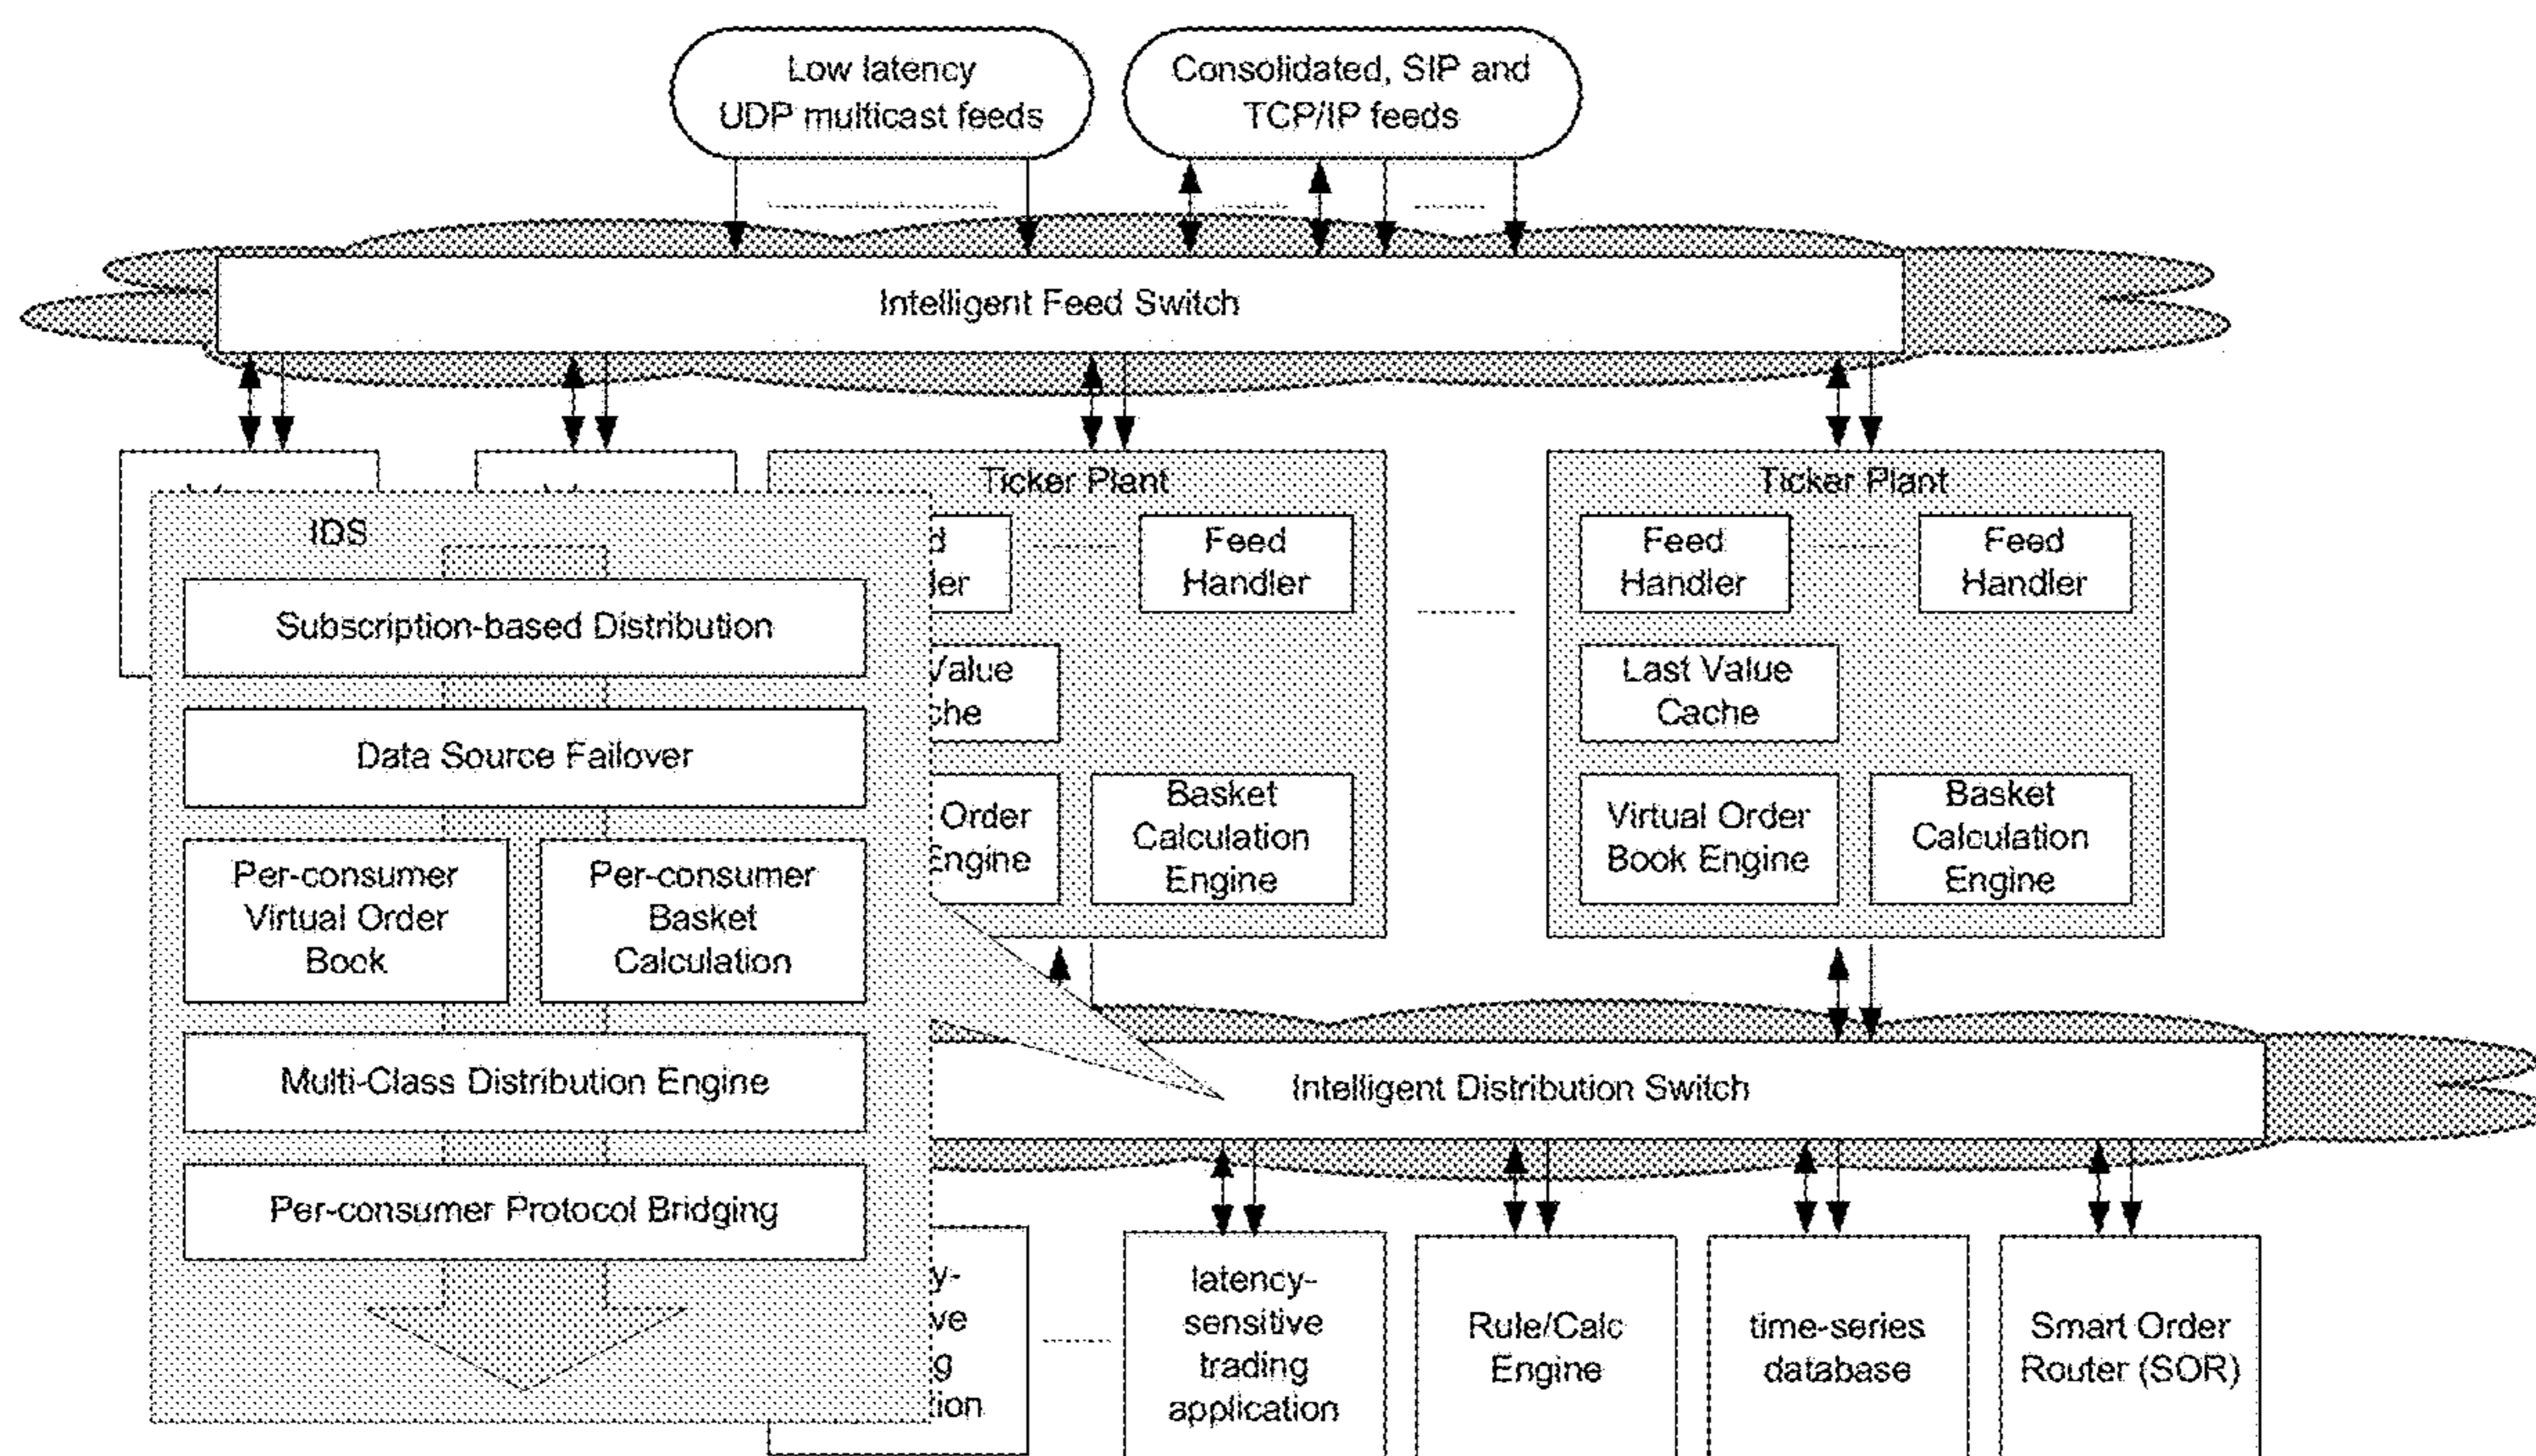 Low latency
UDP multicast feeds
Consolidated, SIP and
TCP/IP feeds
Intelligent Feed Switch
IDS
Subscription-based Distribution
Data Source Failover
Per-consumer
Virtual Order
Book
Per-consumer
Basket
Calculation
Multi-Class Distribution Engine
Per-consumer Protocol Bridging
Ticker Plant
Feed
Handler
Value
Order
Engine
Basket
Calculation
Engine
Ticker Plant
Feed
Handler
Feed
Handler
Last Value
Cache
Virtual Order
Book Engine
Basket
Calculation
Engine
Intelligent Distribution Switch
latency-
sensitive
trading
application
Rule/Calc
Engine
time-series
database
Smart Order
Router (SOR)